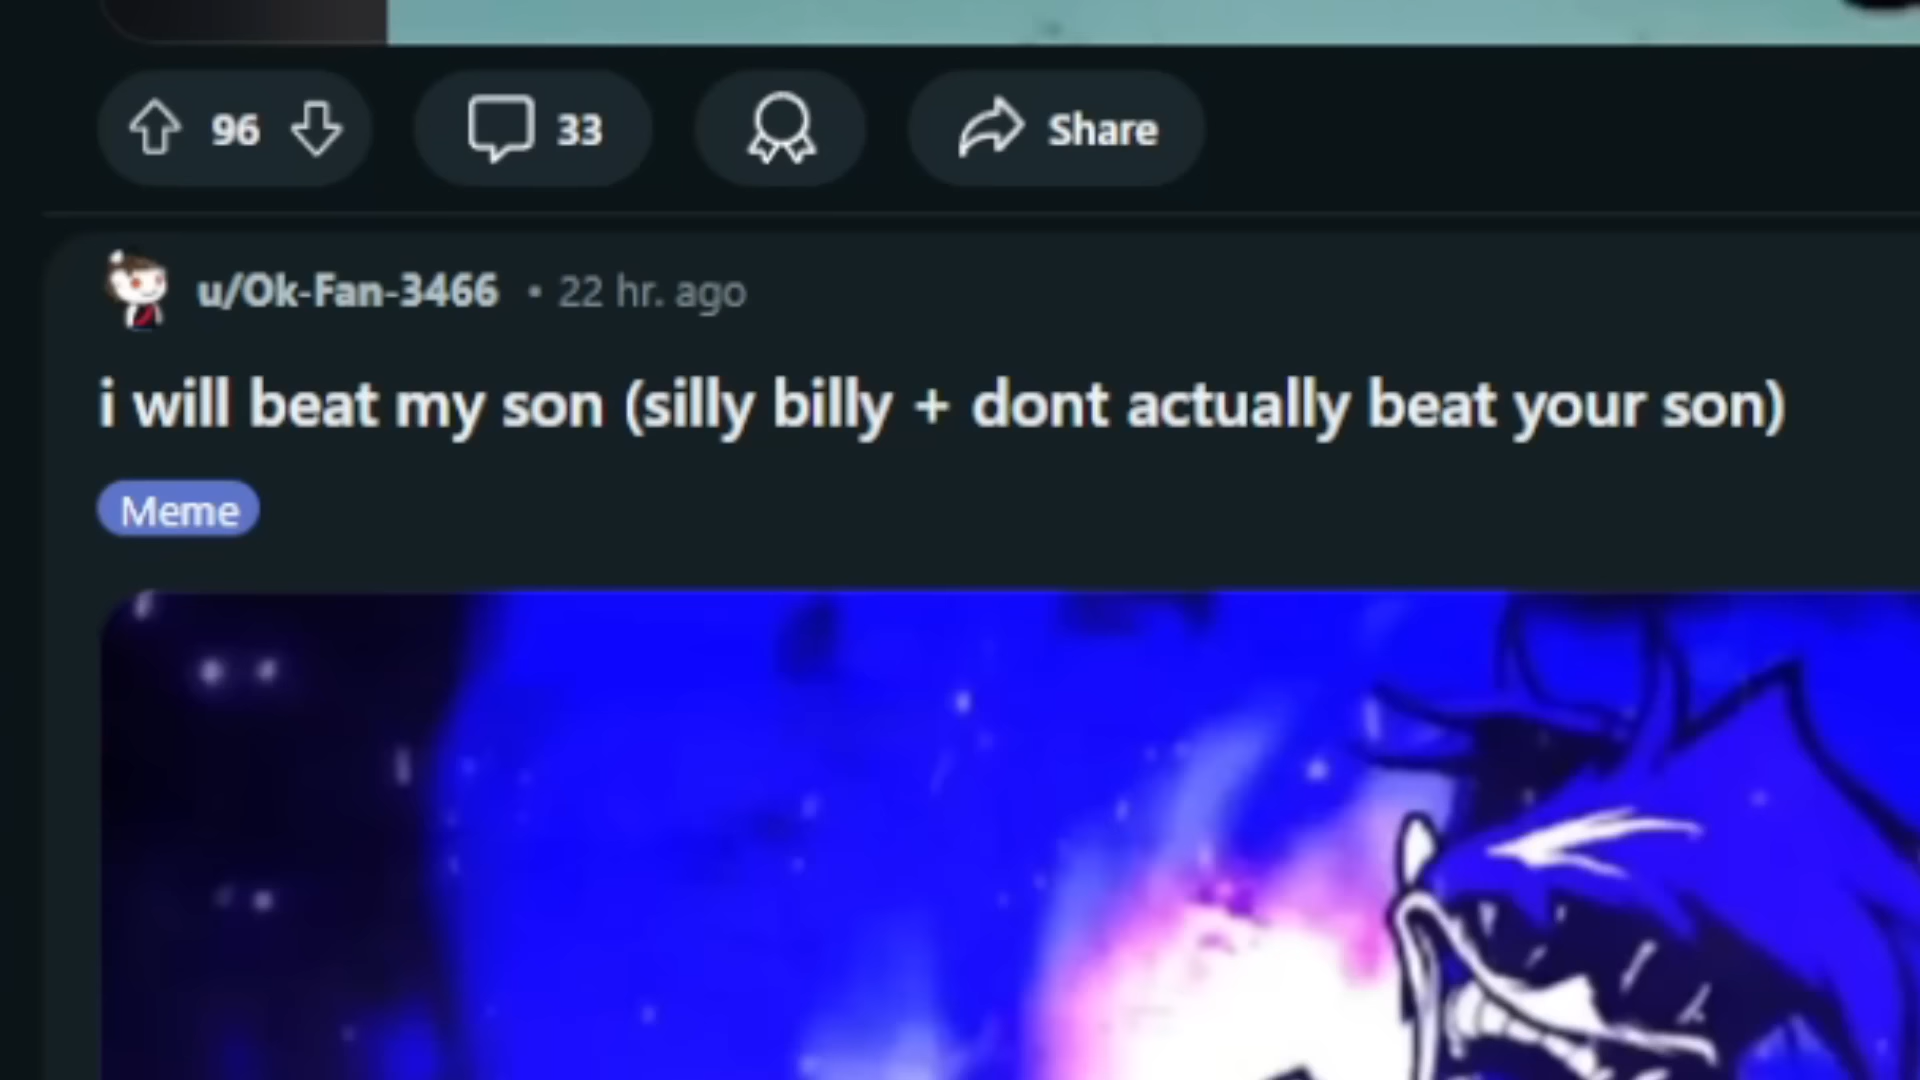 96 33 Share
u/Ok-Fan-3466 • 22 hr. ago
i will beat my son (silly billy + dont actually beat your son)
Meme